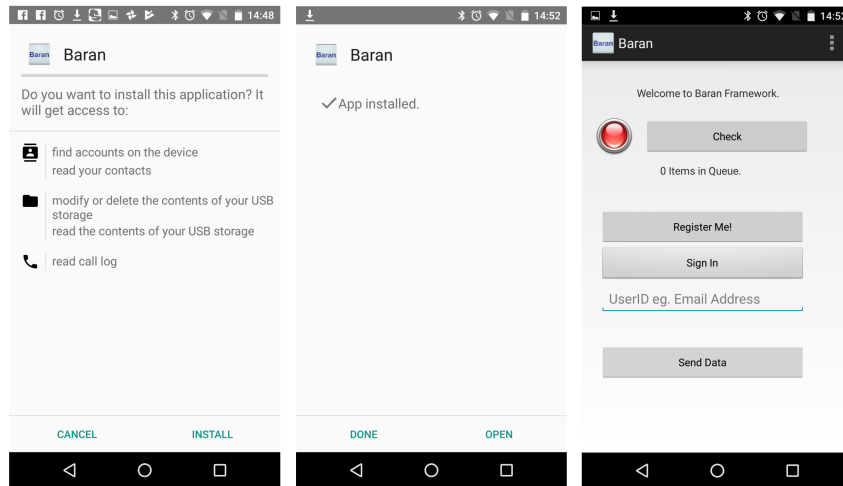 14:48
Baran
Baran
Do you want to install this application? It
will get access to:
find accounts on the device
read your contacts
modify or delete the contents of your USB
storage
read the contents of your USB storage
read call log
CANCEL INSTALL
14:52
Baran
Baran
App installed.
DONE OPEN
14:52
Baran
Baran
Welcome to Baran Framework.
Check
0 Items in Queue.
Register Me!
Sign In
UserID eg. Email Address
Send Data